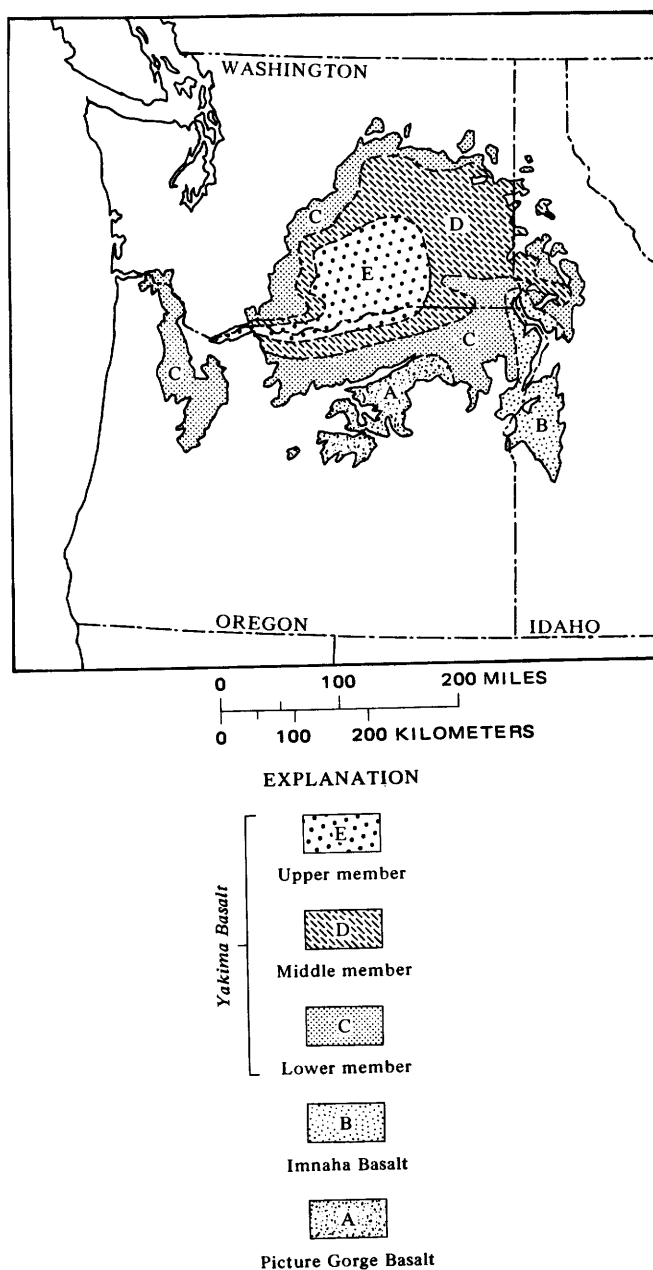 WASHINGTON
C
D
E
C
C
A
B
OREGON
IDAHO
0 100 200 MILES
0 100 200 KILOMETERS
EXPLANATION
Yakima Basalt
E
Upper member
D
Middle member
C
Lower member
B
Imnaha Basalt
A
Picture Gorge Basalt